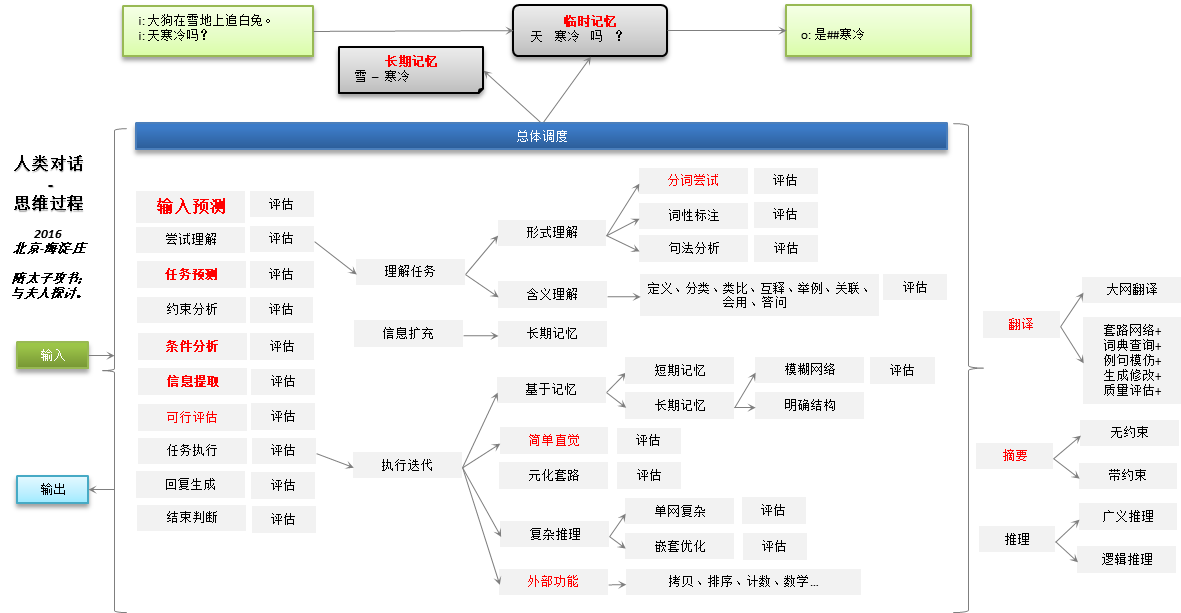 i: 大狗在雪地上追白兔。
i: 天寒冷吗?
临时记忆
天 寒冷 吗 ?
o: 是##寒冷
长期记忆
雪 – 寒冷
总体调度
人类对话
-
思维过程
2016
北京-海淀-庄
陪太子攻书;
与夫人探讨。
输入
输出
输入预测
评估
尝试理解
评估
任务预测
评估
约束分析
评估
条件分析
评估
信息提取
评估
可行评估
评估
任务执行
评估
回复生成
评估
结束判断
评估
理解任务
形式理解
分词尝试
评估
词性标注
评估
句法分析
评估
含义理解
定义、分类、类比、互释、举例、关联、
会用、答问
评估
信息扩充
长期记忆
执行迭代
基于记忆
短期记忆
长期记忆
模糊网络
评估
明确结构
简单直觉
评估
元化套路
评估
复杂推理
单网复杂
评估
嵌套优化
评估
外部功能
拷贝、排序、计数、数学...
翻译
大网翻译
套路网络+
词典查询+
例句模仿+
生成修改+
质量评估+
摘要
无约束
带约束
推理
广义推理
逻辑推理